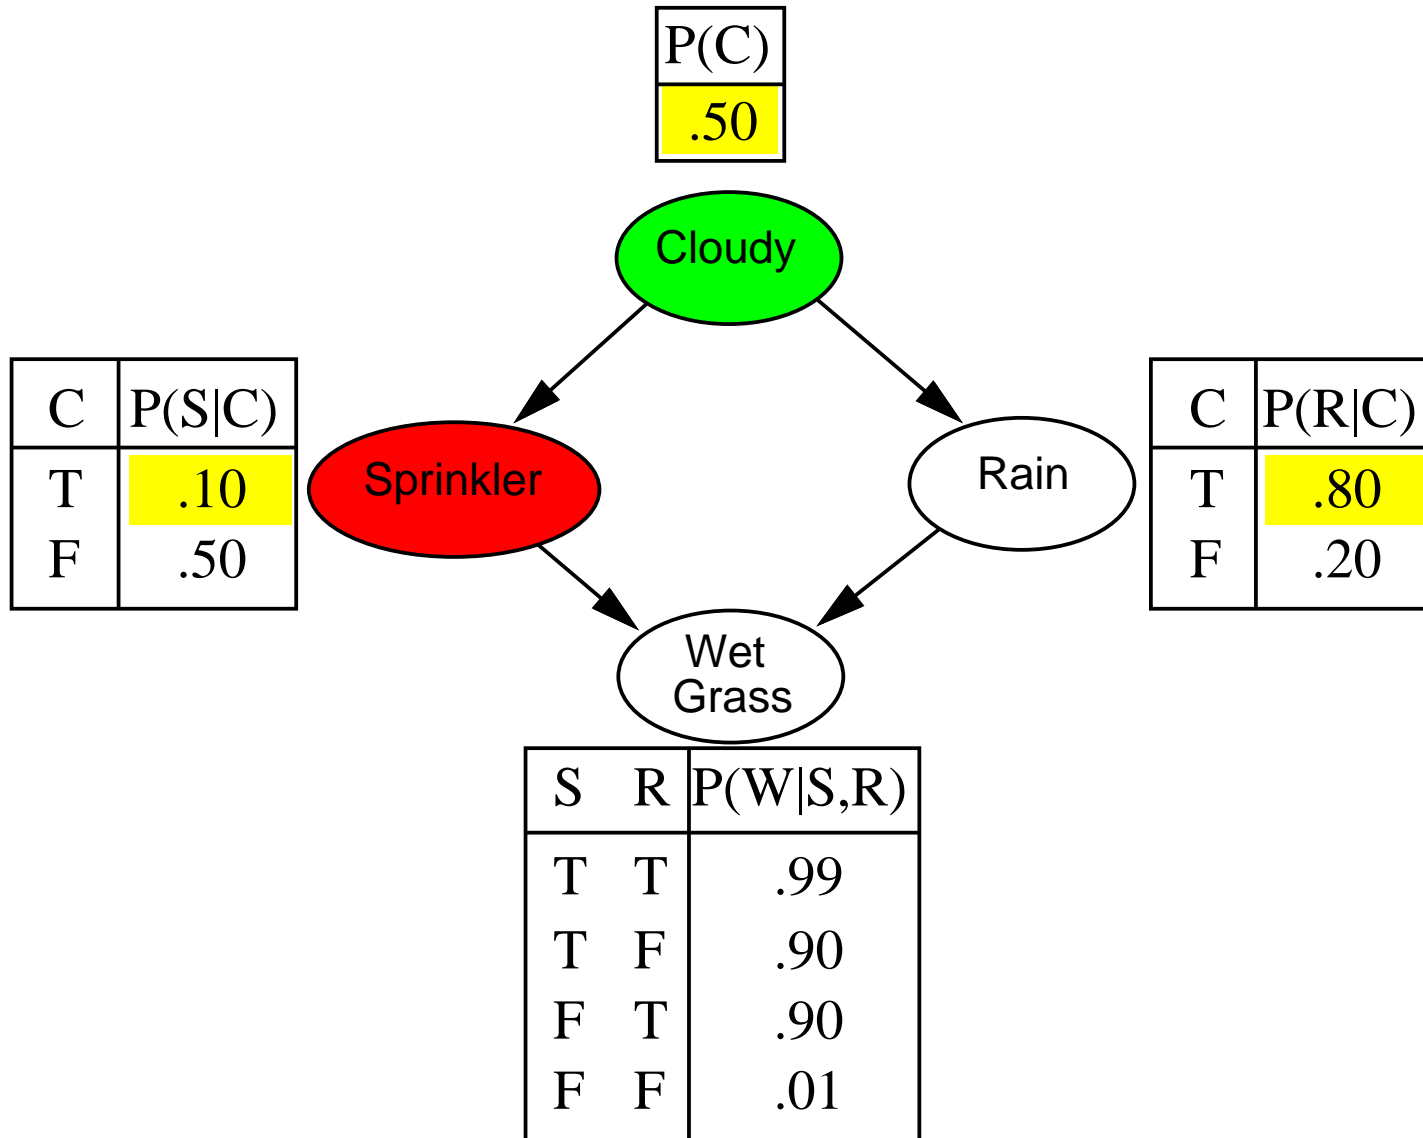 P(C)
.50
Cloudy
C P(S|C)
T .10
F .50
Sprinkler
Rain
C P(R|C)
T .80
F .20
Wet
Grass
S R P(W|S,R)
T T .99
T F .90
F T .90
F F .01